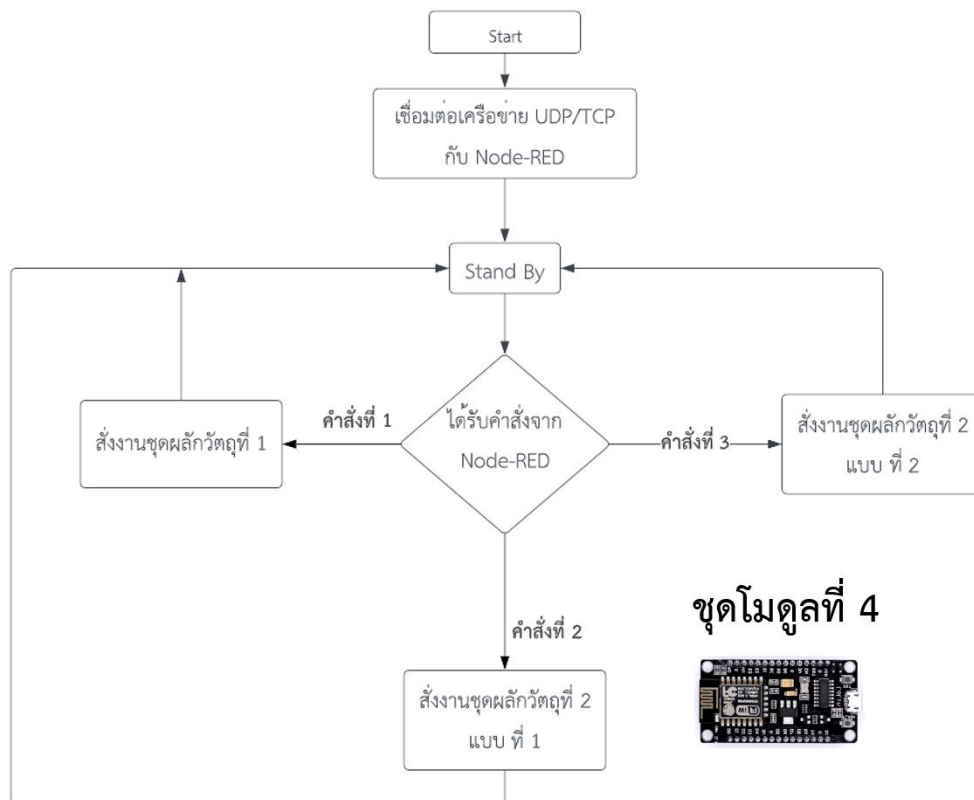 Start
เชื่อมต่อเครือข่าย UDP/TCP
กับ Node-RED
Stand By
ได้รับคำสั่งจาก
Node-RED
คำสั่งที่ 1
สั่งงานชุดผลักวัตถุที่ 1
คำสั่งที่ 3
สั่งงานชุดผลักวัตถุที่ 2
แบบ ที่ 2
คำสั่งที่ 2
สั่งงานชุดผลักวัตถุที่ 2
แบบ ที่ 1
ชุดโมดูลที่ 4